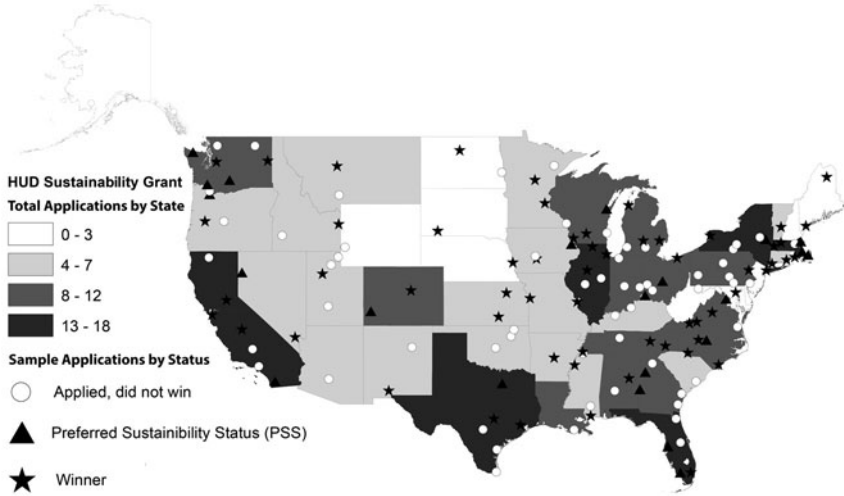 HUD Sustainability Grant
Total Applications by State
0 - 3
4 - 7
8 - 12
13 - 18
Sample Applications by Status
Applied, did not win
Preferred Sustainibility Status (PSS)
Winner